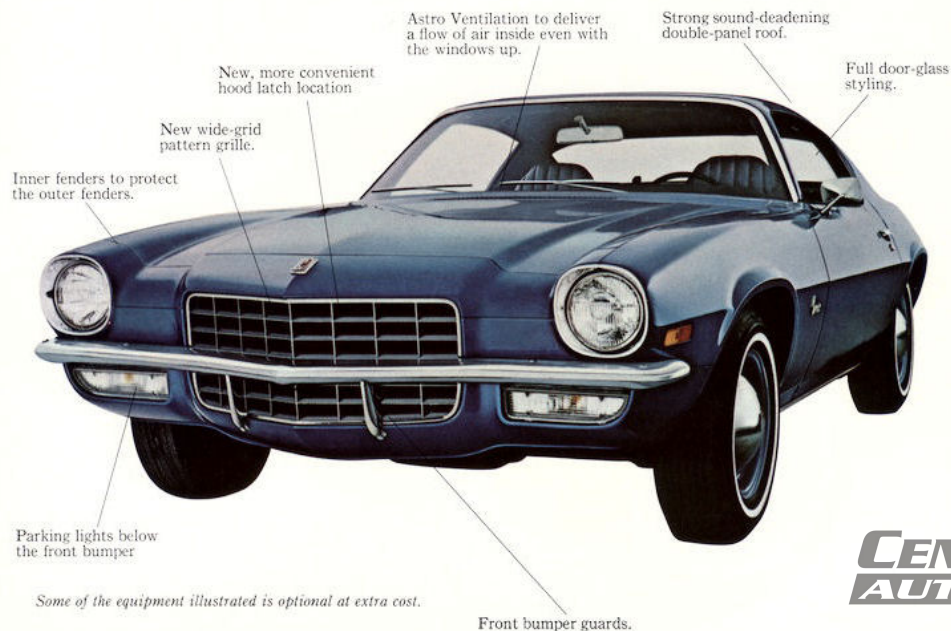 Astro Ventilation to deliver
a flow of air inside even with
the windows up.
Strong sound-deadening
double-panel roof.
Full door-glass
styling.
New, more convenient
hood latch location
New wide-grid
pattern grille.
Inner fenders to protect
the outer fenders.
Parking lights below
the front bumper
Some of the equipment illustrated is optional at extra cost.
Front bumper guards.